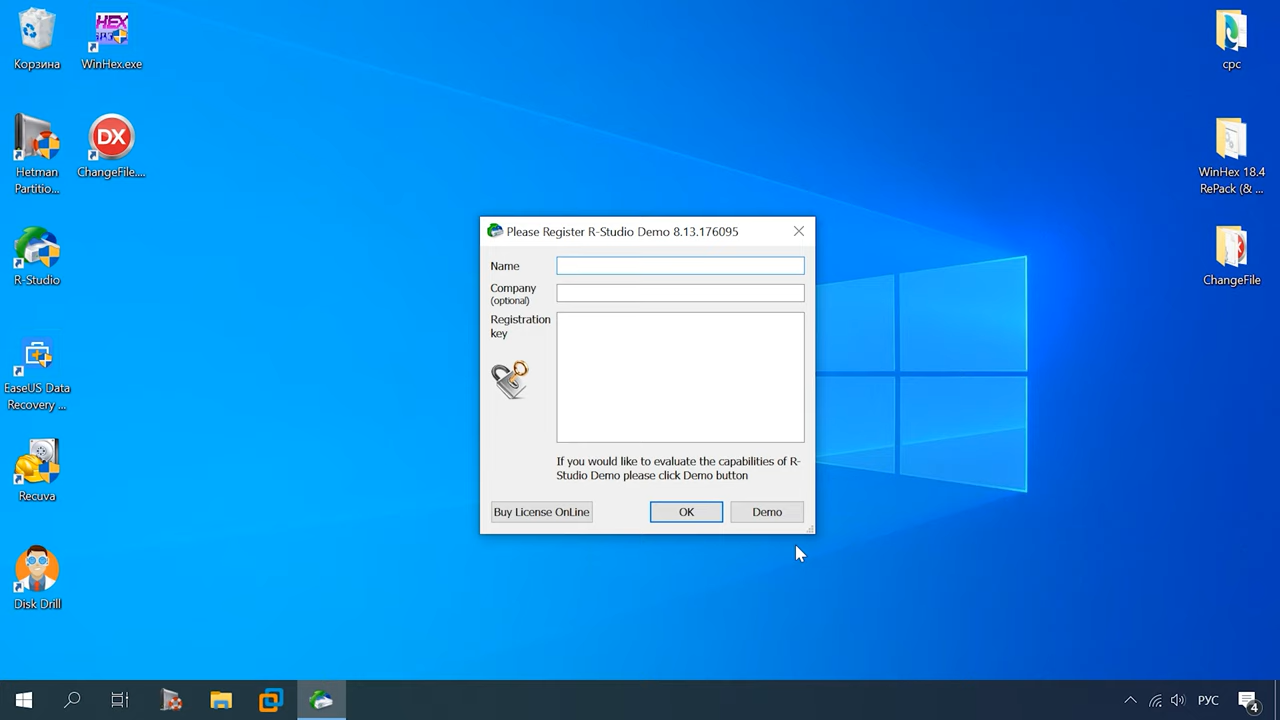 Корзина
WinHex.exe
Hetman
Partitio...
ChangeFile....
R-Studio
EaseUS Data
Recovery ...
Recuva
Disk Drill
Please Register R-Studio Demo 8.13.176095
Name
Company
(optional)
Registration
key
If you would like to evaluate the capabilities of R-
Studio Demo please click Demo button
Buy License OnLine
OK
Demo
cpc
WinHex 18.4
RePack (& ...
ChangeFile
РУС
4